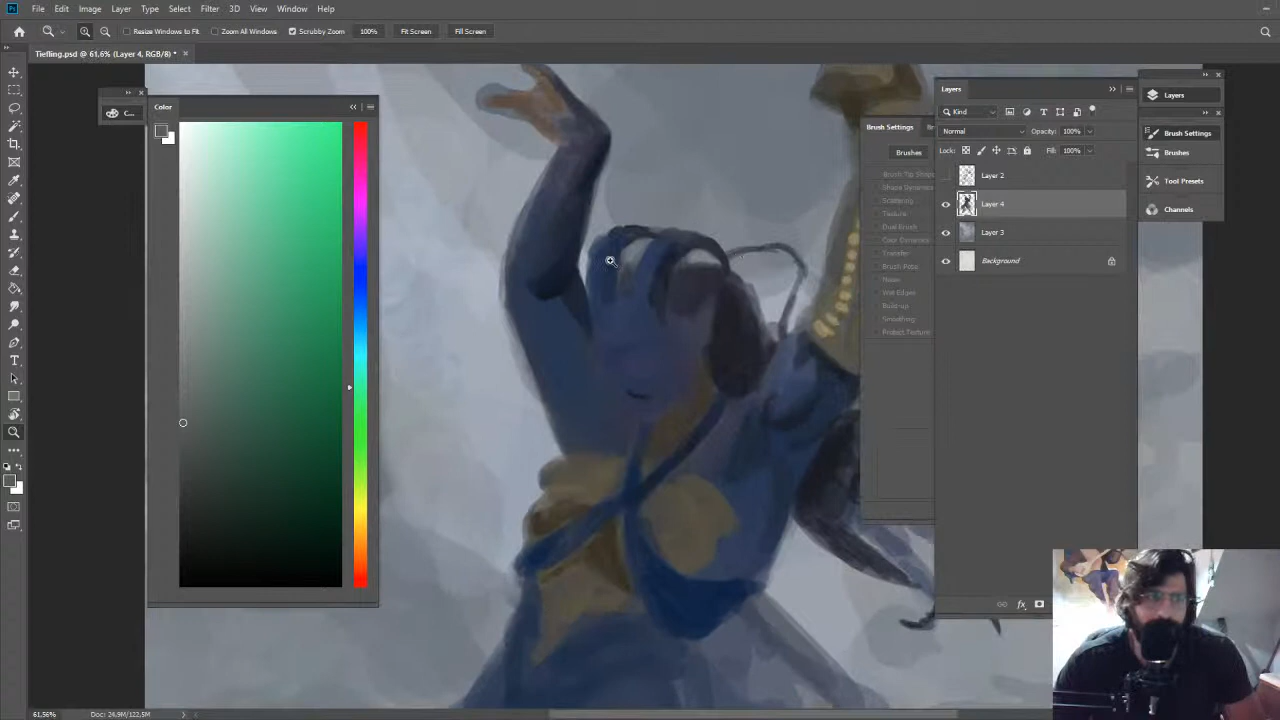 Ps File Edit Image Layer Type Select Filter 3D View Window Help
Resize Windows to Fit Zoom All Windows Scrubby Zoom 100% Fit Screen Fill Screen
Tiefling.psd @ 61,6% (Layer 4, RGB/8) *
C...
Color
Layers
Kind
Normal Opacity: 100%
Lock: Fill: 100%
Layer 2
Layer 4
Layer 3
Background
Brush Settings
Brushes
Brush Tip Shape
Shape Dynamics
Scattering
Texture
Dual Brush
Color Dynamics
Transfer
Brush Pose
Noise
Wet Edges
Build-up
Smoothing
Protect Texture
Layers
Brush Settings
Brushes
Tool Presets
Channels
fx
61,56% Doc: 24,9M/122,5M